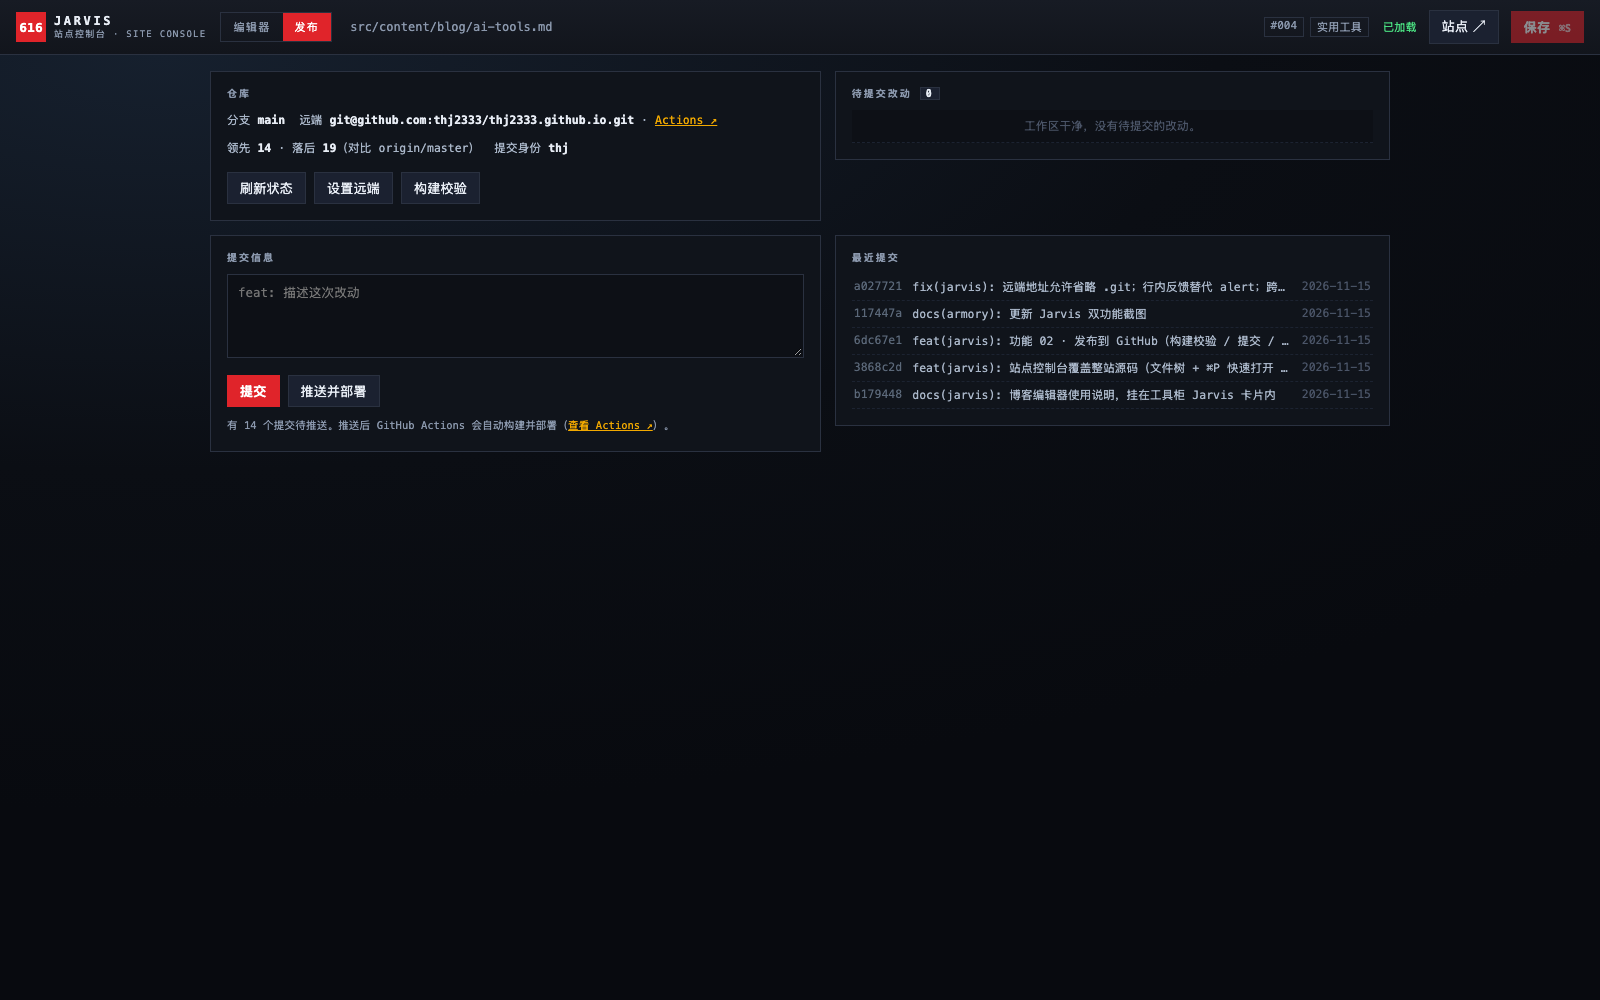 616 JARVIS
站点控制台 · SITE CONSOLE
编辑器 发布 src/content/blog/ai-tools.md
#004 实用工具 已加载 站点 ↗ 保存 ⌘S
仓库
分支 main 远端 git@github.com:thj2333/thj2333.github.io.git · Actions ↗
领先 14 · 落后 19 (对比 origin/master) 提交身份 thj
刷新状态 设置远端 构建校验
待提交改动 0
工作区干净，没有待提交的改动。
提交信息
feat: 描述这次改动
提交 推送并部署
有 14 个提交待推送。推送后 GitHub Actions 会自动构建并部署（查看 Actions ↗）。
最近提交
a027721 fix(jarvis): 远端地址允许省略 .git；行内反馈替代 alert；跨… 2026-11-15
117447a docs(armory): 更新 Jarvis 双功能截图 2026-11-15
6dc67e1 feat(jarvis): 功能 02 · 发布到 GitHub（构建校验 / 提交 / … 2026-11-15
3868c2d feat(jarvis): 站点控制台覆盖整站源码（文件树 + ⌘P 快速打开 … 2026-11-15
b179448 docs(jarvis): 博客编辑器使用说明，挂在工具柜 Jarvis 卡片内 2026-11-15